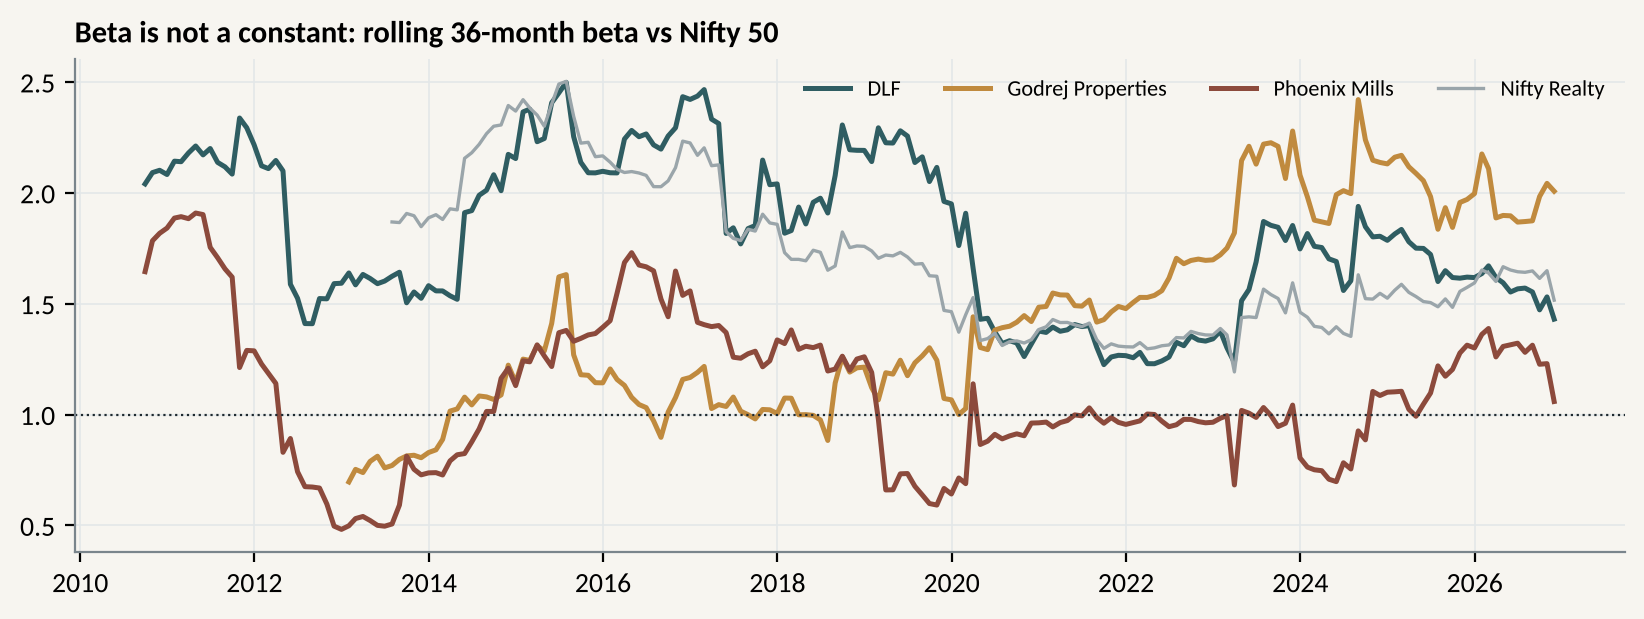 Beta is not a constant: rolling 36-month beta vs Nifty 50
DLF Godrej Properties Phoenix Mills Nifty Realty
2.5
2.0
1.5
1.0
0.5
2010 2012 2014 2016 2018 2020 2022 2024 2026